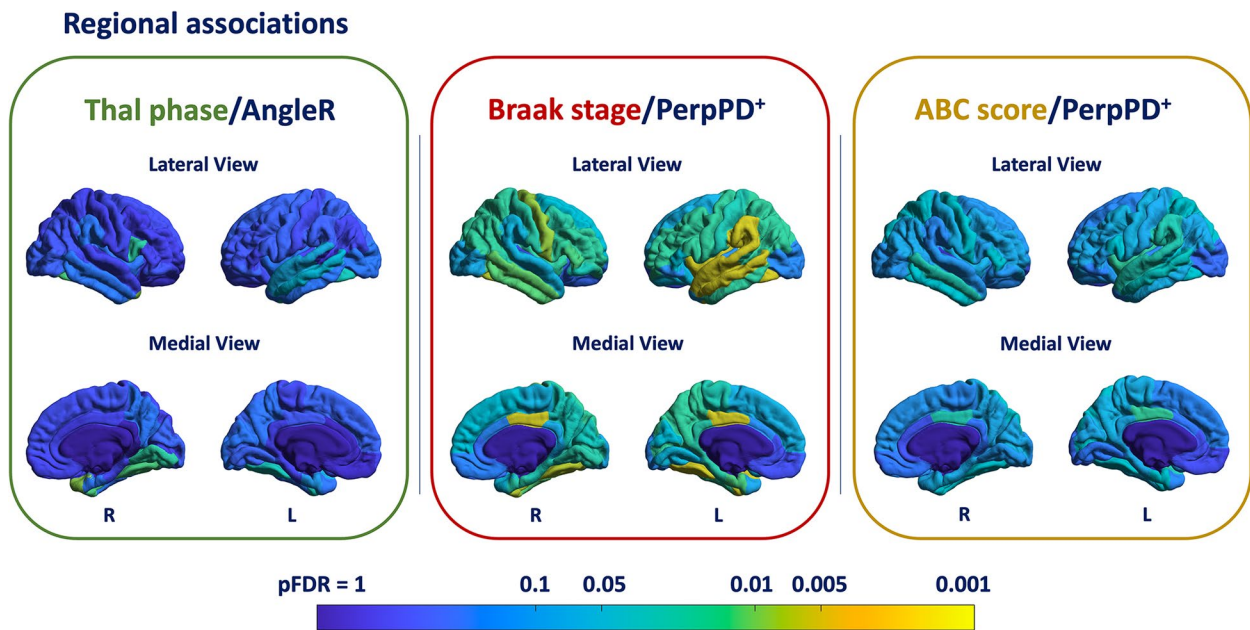 Regional associations
Thal phase/AngleR
Lateral View
Medial View
R L
Braak stage/PerpPD⁺
Lateral View
Medial View
R L
ABC score/PerpPD⁺
Lateral View
Medial View
R L
pFDR = 1 0.1 0.05 0.01 0.005 0.001